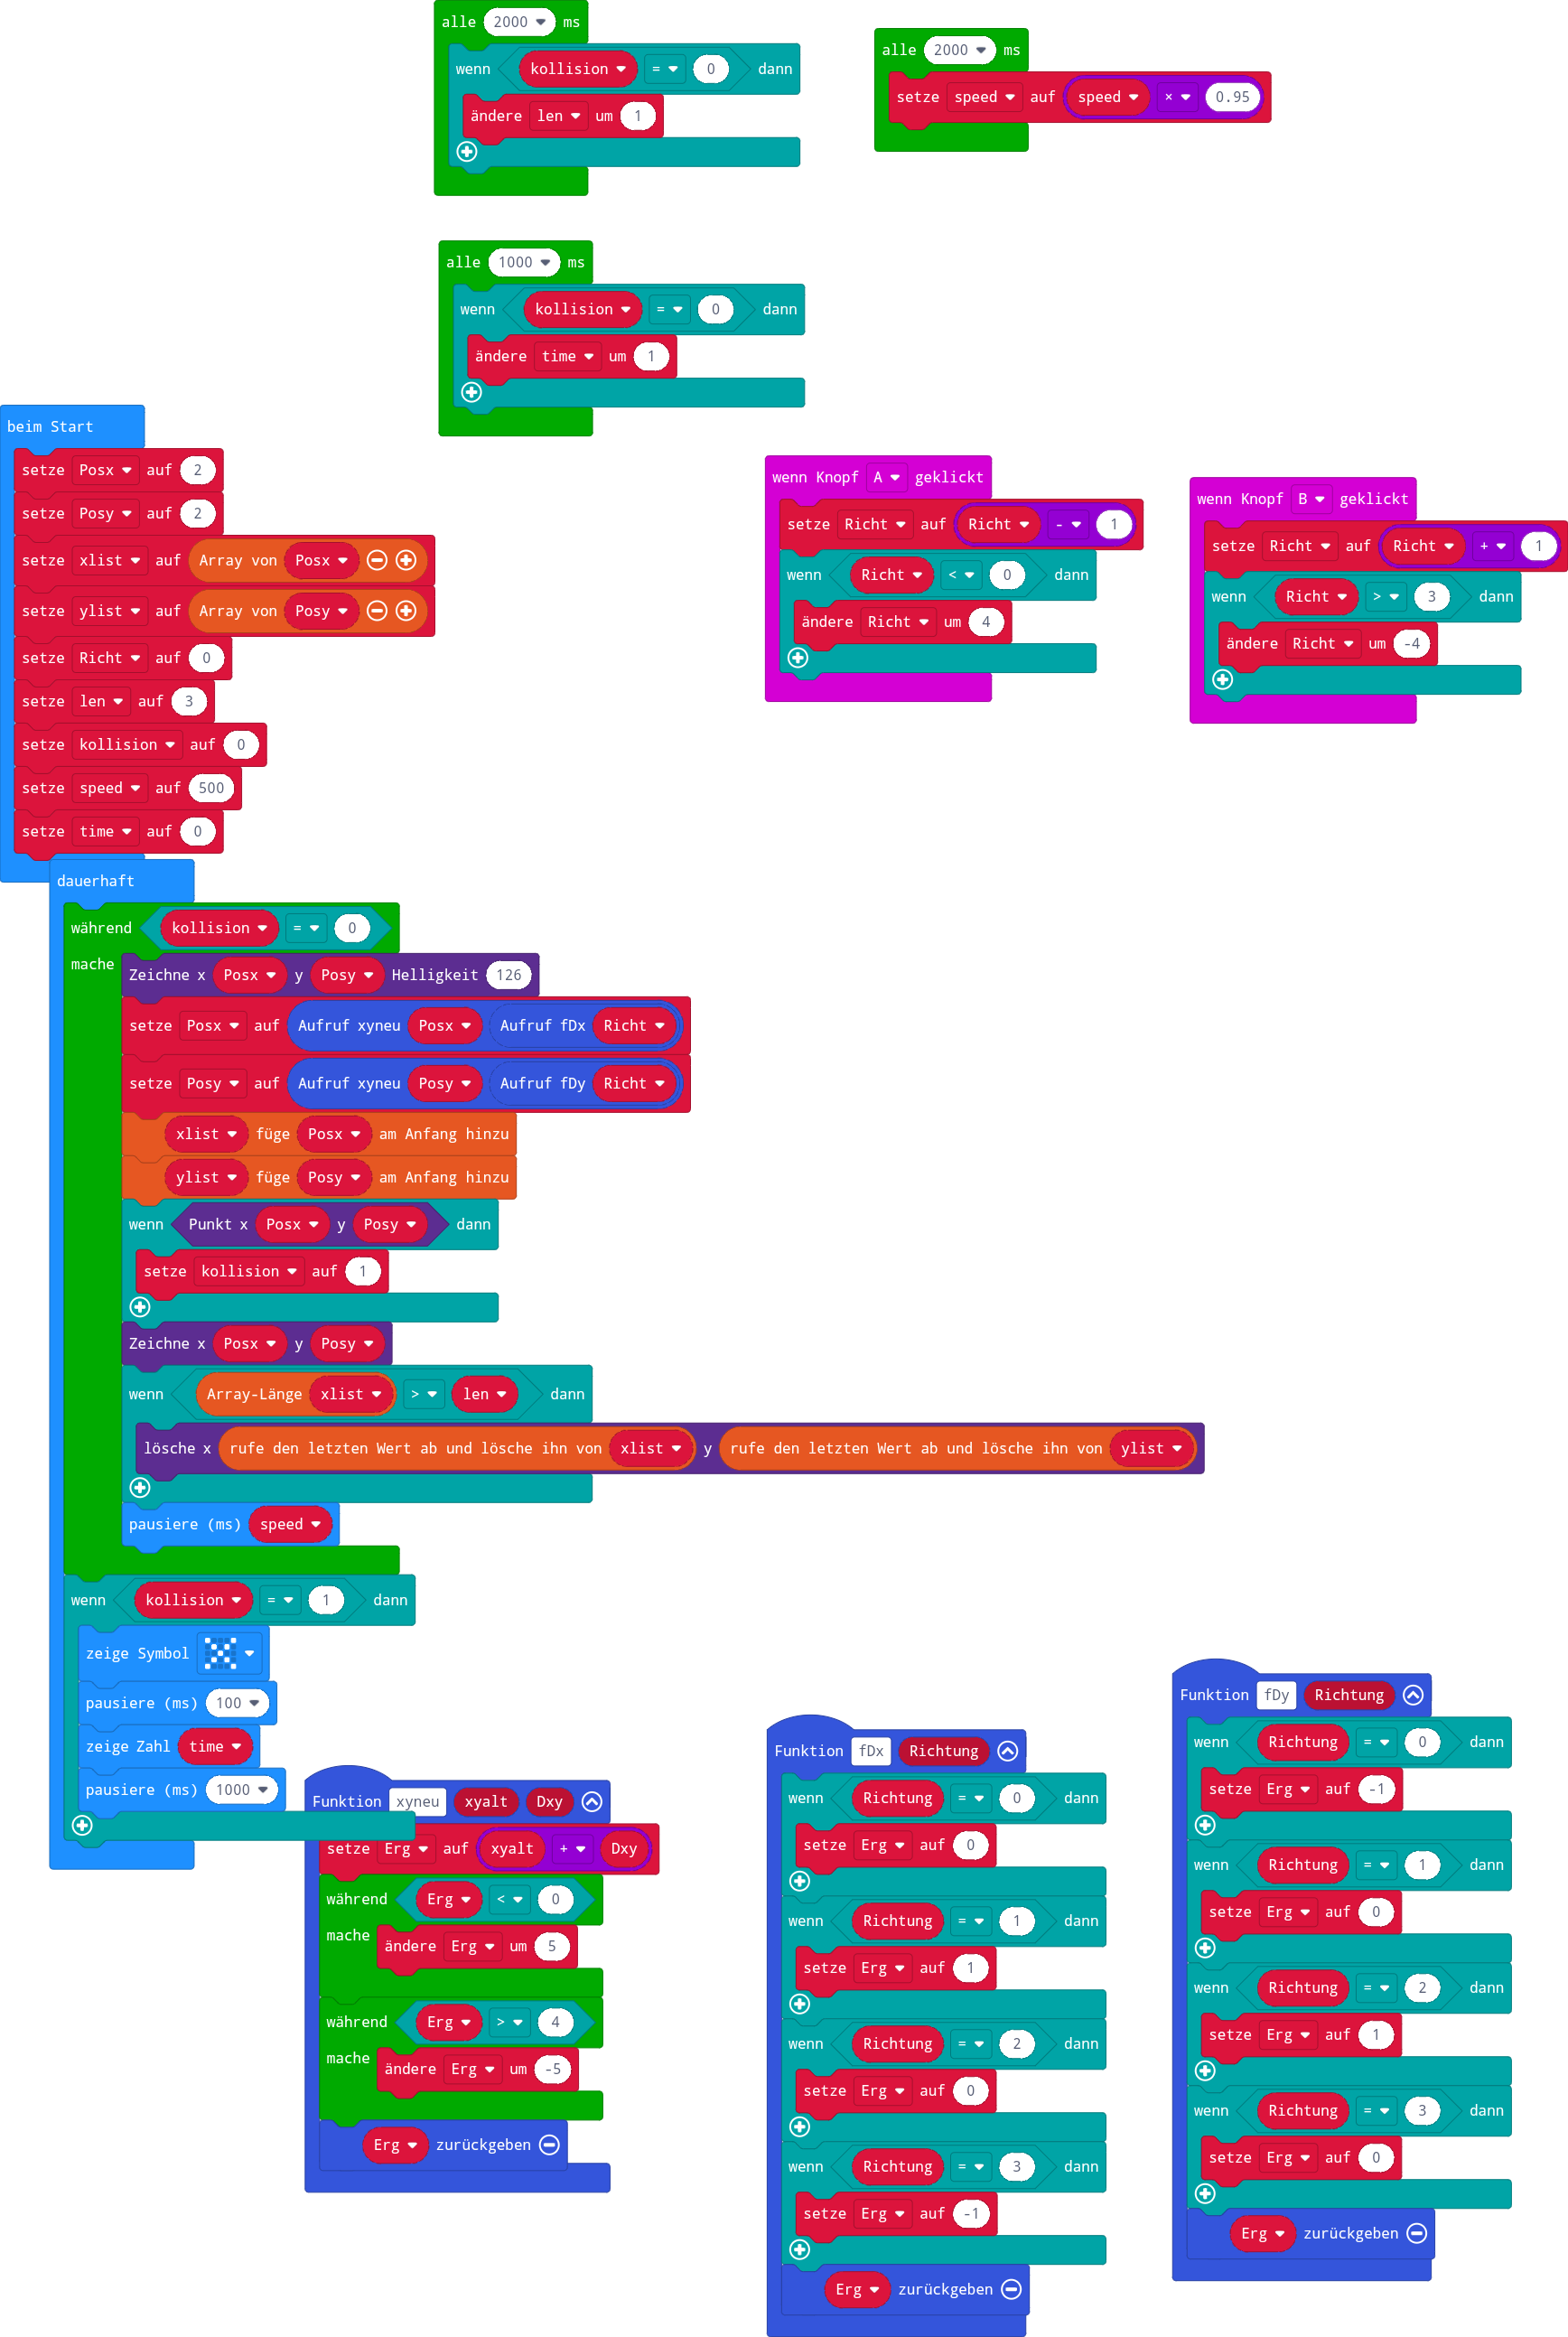 alle 2000 ms
wenn kollision = 0 dann
ändere len um 1
alle 2000 ms
setze speed auf speed × 0.95
alle 1000 ms
wenn kollision = 0 dann
ändere time um 1
beim Start
setze Posx auf 2
setze Posy auf 2
setze xlist auf Array von Posx
setze ylist auf Array von Posy
setze Richt auf 0
setze len auf 3
setze kollision auf 0
setze speed auf 500
setze time auf 0
wenn Knopf A geklickt
setze Richt auf Richt - 1
wenn Richt < 0 dann
ändere Richt um 4
wenn Knopf B geklickt
setze Richt auf Richt + 1
wenn Richt > 3 dann
ändere Richt um -4
dauerhaft
während kollision = 0
mache
Zeichne x Posx y Posy Helligkeit 126
setze Posx auf Aufruf xyneu Posx Aufruf fDx Richt
setze Posy auf Aufruf xyneu Posy Aufruf fDy Richt
xlist füge Posx am Anfang hinzu
ylist füge Posy am Anfang hinzu
wenn Punkt x Posx y Posy dann
setze kollision auf 1
Zeichne x Posx y Posy
wenn Array-Länge xlist > len dann
lösche x rufe den letzten Wert ab und lösche ihn von xlist y rufe den letzten Wert ab und lösche ihn von ylist
pausiere (ms) speed
wenn kollision = 1 dann
zeige Symbol
pausiere (ms) 100
zeige Zahl time
pausiere (ms) 1000
Funktion xyneu xyalt Dxy
setze Erg auf xyalt + Dxy
während Erg < 0
mache ändere Erg um 5
während Erg > 4
mache ändere Erg um -5
Erg zurückgeben
Funktion fDx Richtung
wenn Richtung = 0 dann
setze Erg auf 0
wenn Richtung = 1 dann
setze Erg auf 1
wenn Richtung = 2 dann
setze Erg auf 0
wenn Richtung = 3 dann
setze Erg auf -1
Erg zurückgeben
Funktion fDy Richtung
wenn Richtung = 0 dann
setze Erg auf -1
wenn Richtung = 1 dann
setze Erg auf 0
wenn Richtung = 2 dann
setze Erg auf 1
wenn Richtung = 3 dann
setze Erg auf 0
Erg zurückgeben